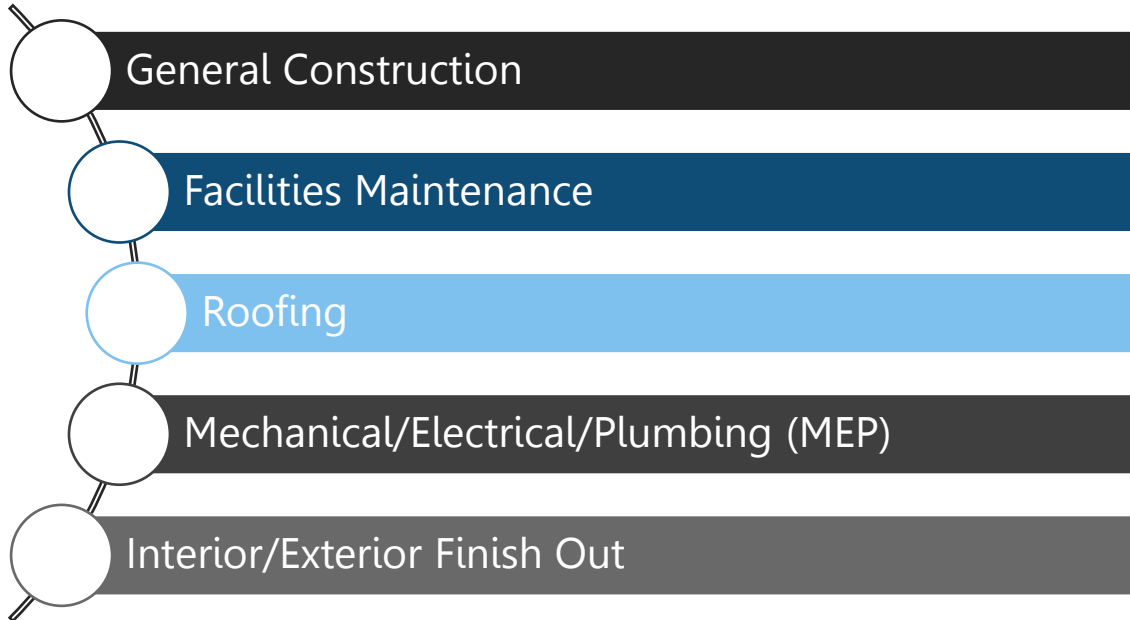 General Construction
Facilities Maintenance
Roofing
Mechanical/Electrical/Plumbing (MEP)
Interior/Exterior Finish Out